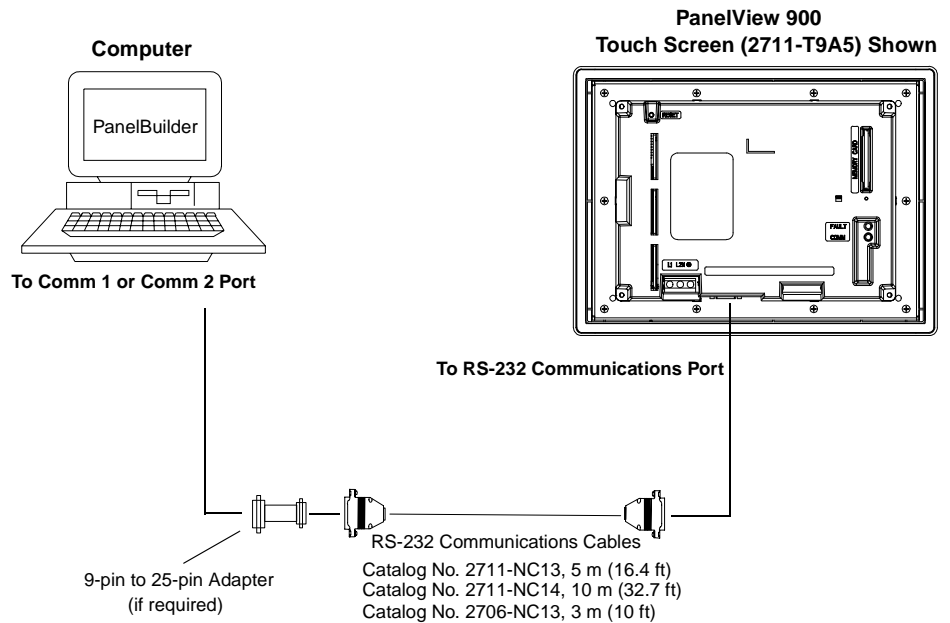 PanelView 900
Touch Screen (2711-T9A5) Shown
Computer
PanelBuilder
RESET
MEMORY CARD
FAULT
COMM
L1 L2N
To Comm 1 or Comm 2 Port
To RS-232 Communications Port
RS-232 Communications Cables
Catalog No. 2711-NC13, 5 m (16.4 ft)
Catalog No. 2711-NC14, 10 m (32.7 ft)
Catalog No. 2706-NC13, 3 m (10 ft)
9-pin to 25-pin Adapter
(if required)